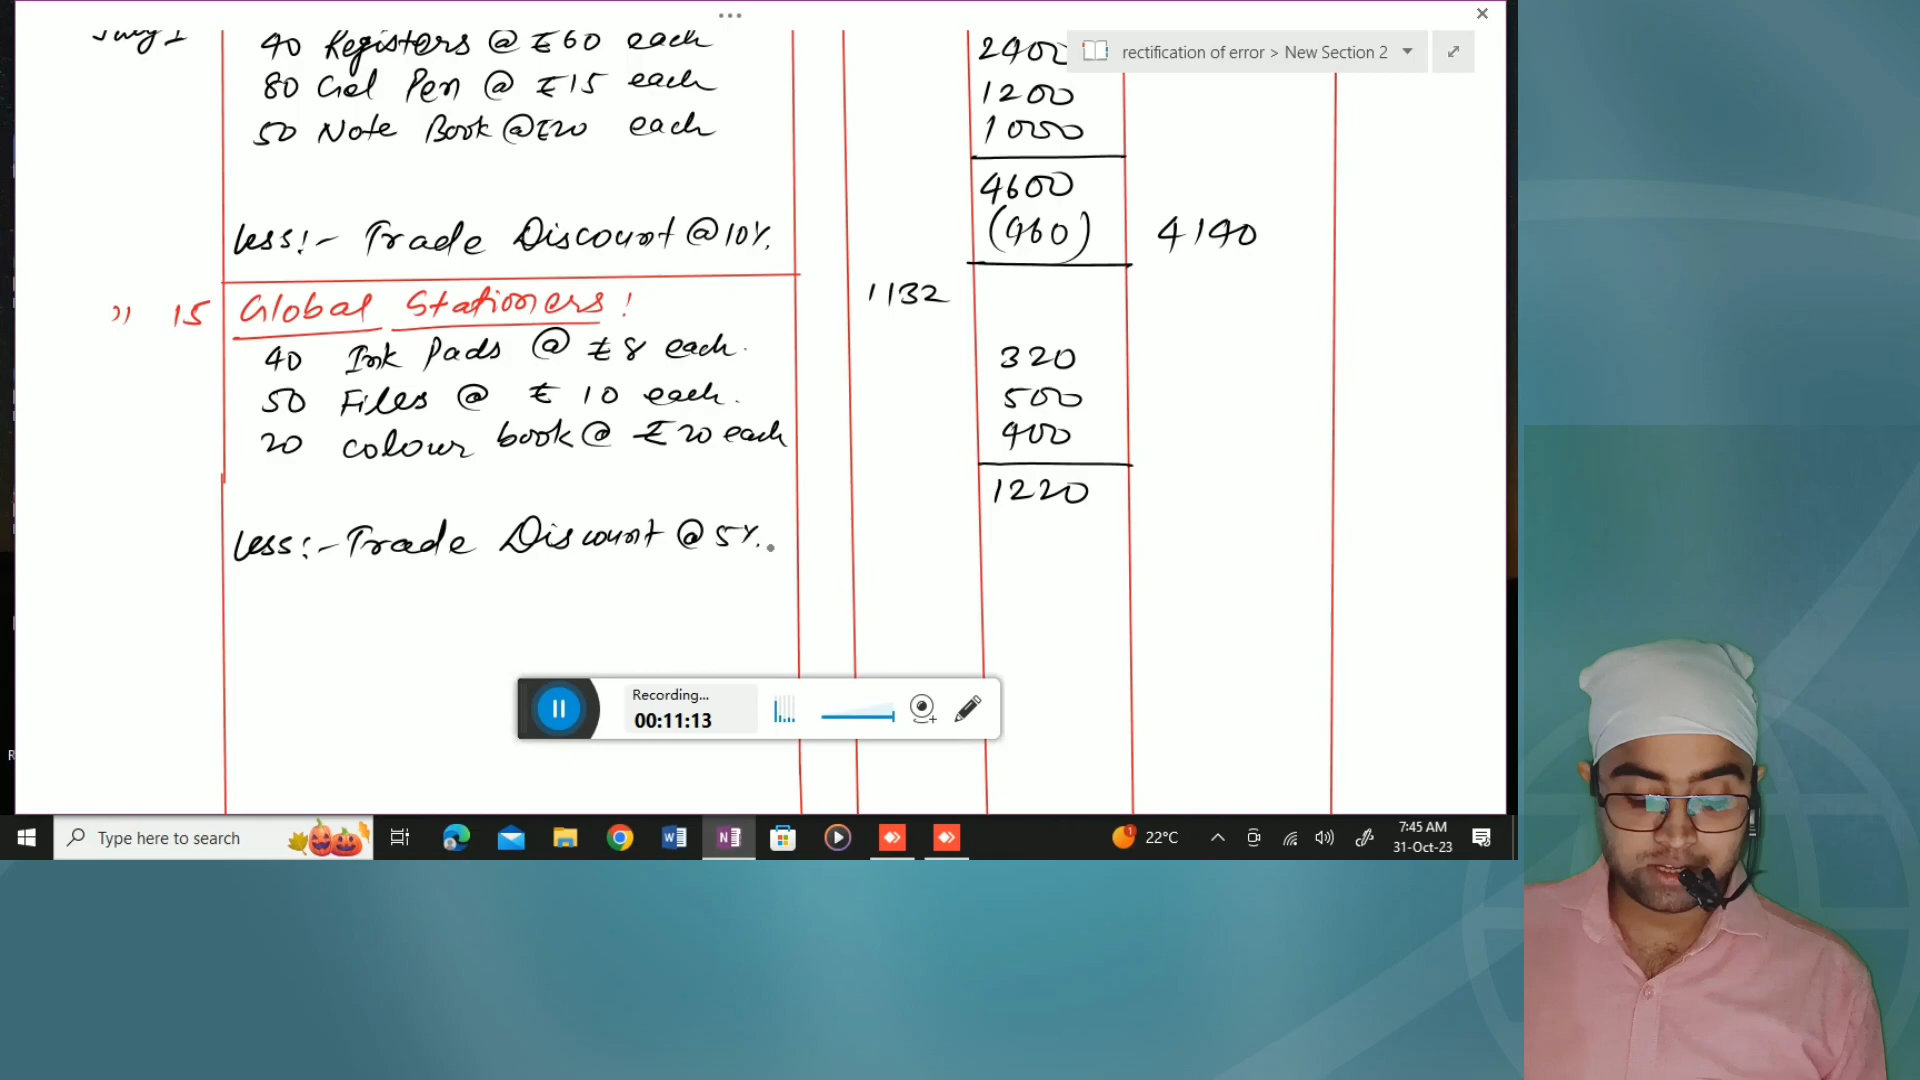 July 1
40 Registers @ ₹60 each 2400
80 Gel Pen @ ₹15 each 1200
50 Note Book @ ₹20 each 1000
4600
Less:- Trade Discount @ 10% (460) 4140
" 15 Global Stationers: 1132
40 Ink Pads @ ₹8 each. 320
50 Files @ ₹10 each. 500
20 colour book @ ₹20 each 400
1220
Less:- Trade Discount @ 5%.
rectification of error > New Section 2
Recording...
00:11:13
Type here to search
22°C
7:45 AM
31-Oct-23